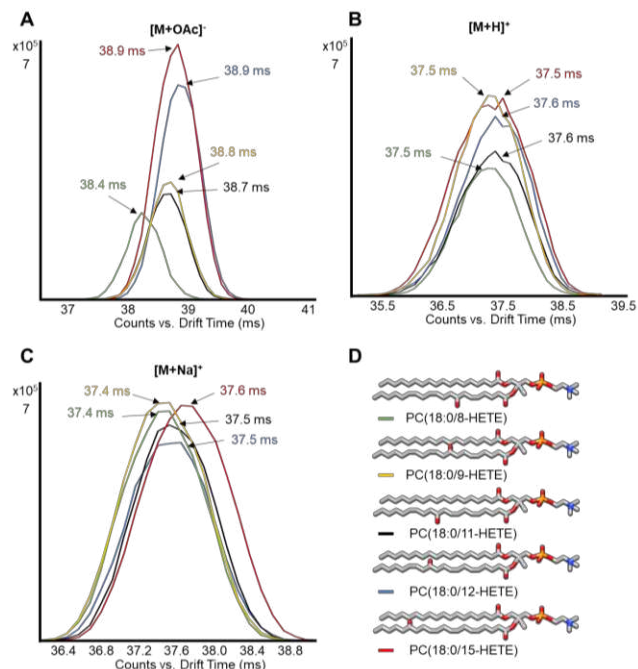 A
[M+OAc]-
x10⁵
7
38.9 ms
38.9 ms
38.8 ms
38.7 ms
38.4 ms
37 38 39 40 41
Counts vs. Drift Time (ms)
B
[M+H]⁺
x10⁵
7
37.5 ms
37.5 ms
37.6 ms
37.6 ms
37.5 ms
35.5 36.5 37.5 38.5 39.5
Counts vs. Drift Time (ms)
C
[M+Na]⁺
x10⁵
7
37.4 ms
37.6 ms
37.4 ms
37.5 ms
37.5 ms
36.4 36.8 37.2 37.6 38.0 38.4 38.8
Counts vs. Drift Time (ms)
D
PC(18:0/8-HETE)
PC(18:0/9-HETE)
PC(18:0/11-HETE)
PC(18:0/12-HETE)
PC(18:0/15-HETE)